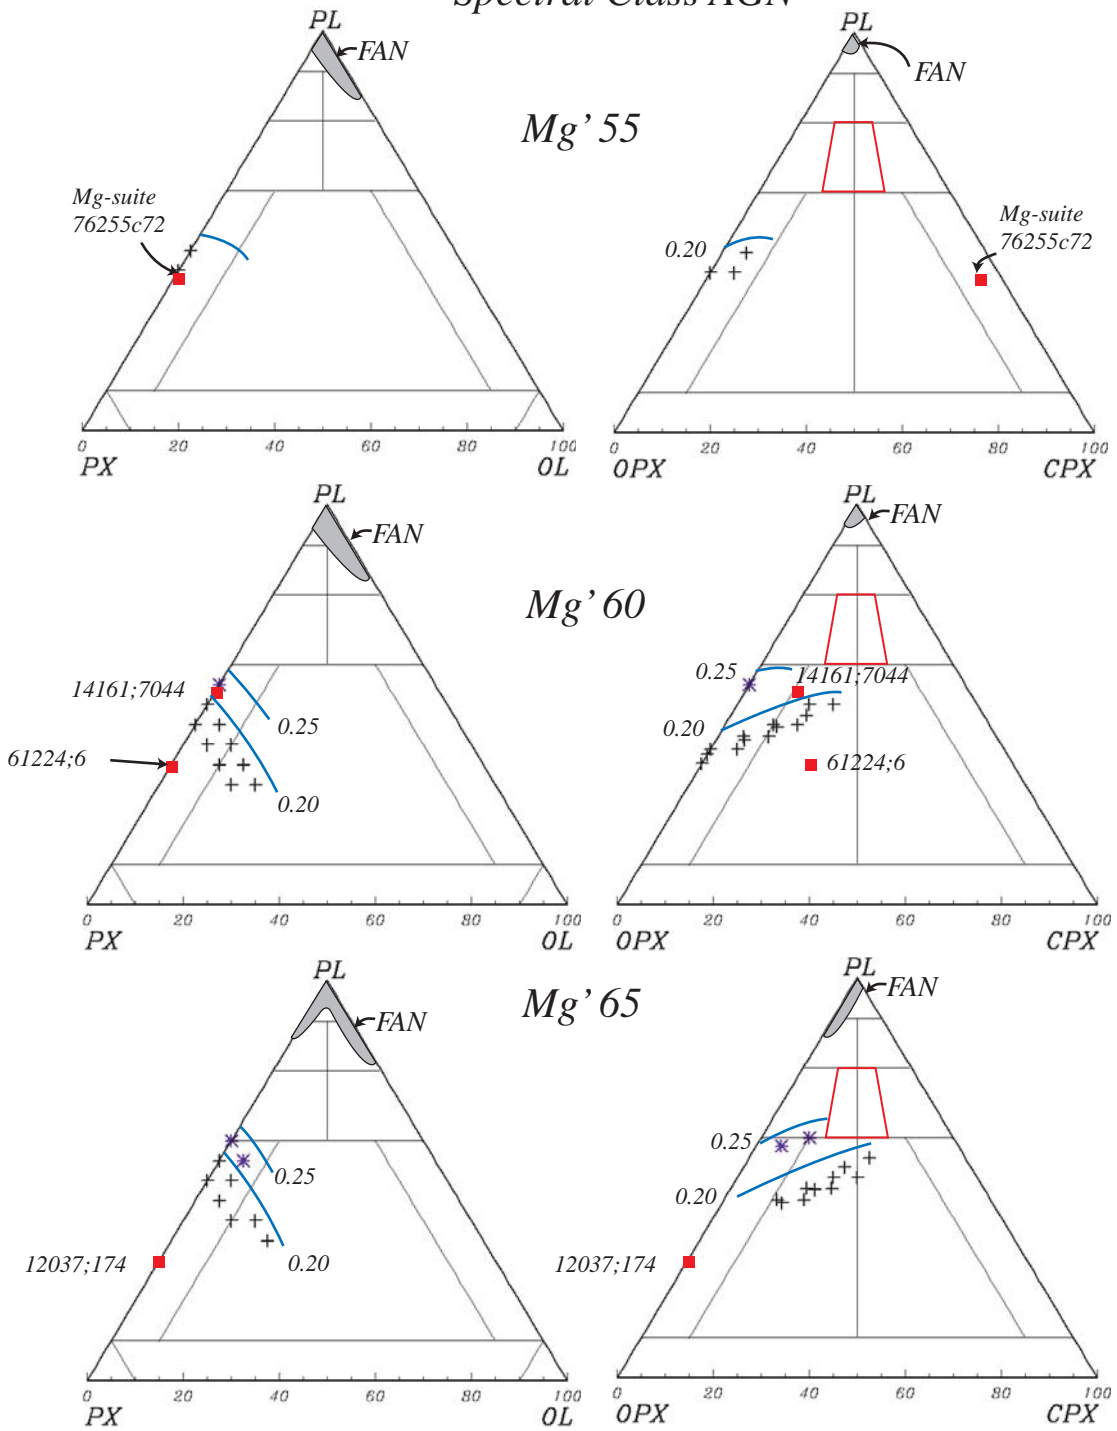 Spectral Class AGN
PL
FAN
Mg-suite
76255c72
0 20 40 60 80 100
PX OL
Mg' 55
PL
FAN
0.20
Mg-suite
76255c72
0 20 40 60 80 100
OPX CPX
PL
FAN
14161;7044
61224;6
0.25
0.20
0 20 40 60 80 100
PX OL
Mg' 60
PL
FAN
0.25
14161;7044
0.20
61224;6
0 20 40 60 80 100
OPX CPX
PL
FAN
0.25
0.20
12037;174
0 20 40 60 80 100
PX OL
Mg' 65
PL
FAN
0.25
0.20
12037;174
0 20 40 60 80 100
OPX CPX